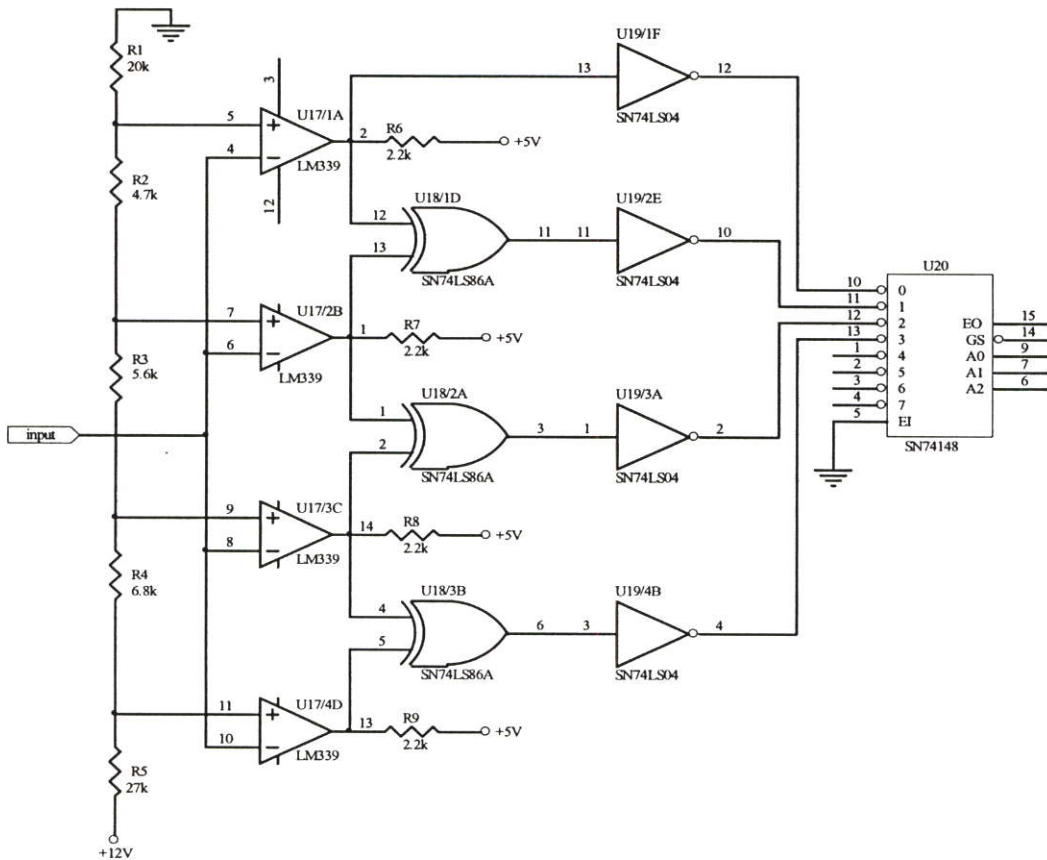 R1
20k
R2
4.7k
R3
5.6k
input
R4
6.8k
R5
27k
+12V
3
5
4
U17/1A
LM339
12
2
R6
2.2k
+5V
7
6
U17/2B
LM339
1
R7
2.2k
+5V
9
8
U17/3C
LM339
14
R8
2.2k
+5V
11
10
U17/4D
LM339
13
R9
2.2k
+5V
U18/1D
12
13
11
SN74LS86A
U18/2A
1
2
3
SN74LS86A
U18/3B
4
5
6
SN74LS86A
U19/1F
13
12
SN74LS04
U19/2E
11
10
SN74LS04
U19/3A
1
2
SN74LS04
U19/4B
3
4
SN74LS04
U20
10 0
11 1
12 2
13 3
1 4
2 5
3 6
4 7
5 EI
EO 15
GS 14
A0 9
A1 7
A2 6
SN74148